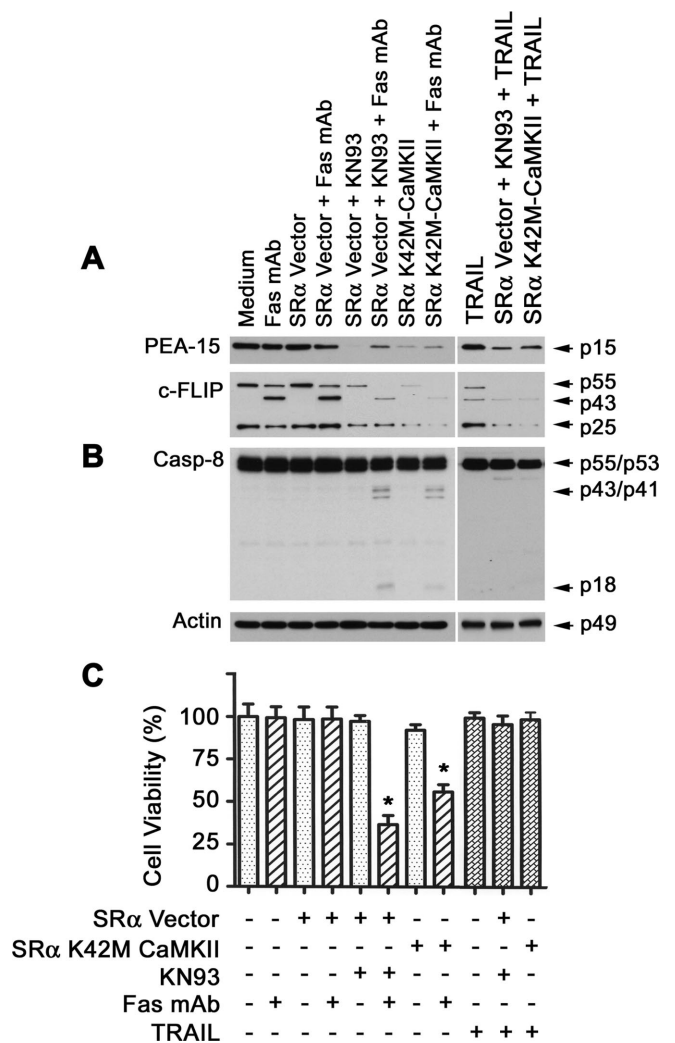 A
Medium
Fas mAb
SRα Vector
SRα Vector + Fas mAb
SRα Vector + KN93
SRα Vector + KN93 + Fas mAb
SRα K42M-CaMKII
SRα K42M-CaMKII + Fas mAb
TRAIL
SRα Vector + KN93 + TRAIL
SRα K42M-CaMKII + TRAIL
PEA-15 p15
c-FLIP p55
p43
p25
B
Casp-8 p55/p53
p43/p41
p18
Actin p49
C
Cell Viability (%)
100
75
50
25
0
* *
SRα Vector - - + + + + - - - + -
SRα K42M CaMKII - - - - - - + + - - +
KN93 - - - - + + - - - + -
Fas mAb - + - + - + - + - - -
TRAIL - - - - - - - - + + +